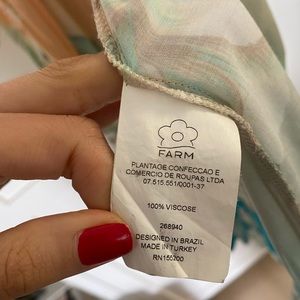 FARM
PLANTAGE CONFECCAO E
COMERCIO DE ROUPAS LTDA
07.515.551/0001-37
100% VISCOSE
268940
DESIGNED IN BRAZIL
MADE IN TURKEY
RN155200